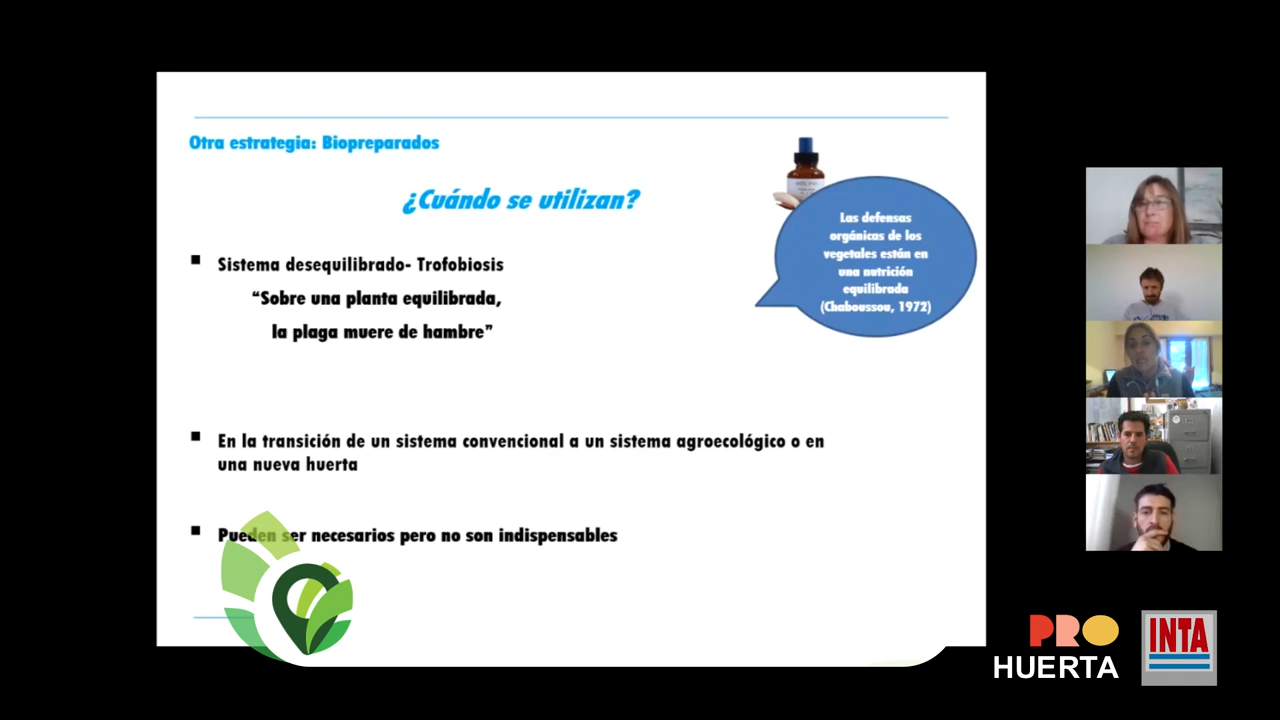 Otra estrategia: Biopreparados
¿Cuándo se utilizan?
Las defensas
orgánicas de los
vegetales están en
una nutrición
equilibrada
(Chaboussou, 1972)
Sistema desequilibrado- Trofobiosis
“Sobre una planta equilibrada,
la plaga muere de hambre”
En la transición de un sistema convencional a un sistema agroecológico o en
una nueva huerta
Pueden ser necesarios pero no son indispensables
PRO
HUERTA
INTA